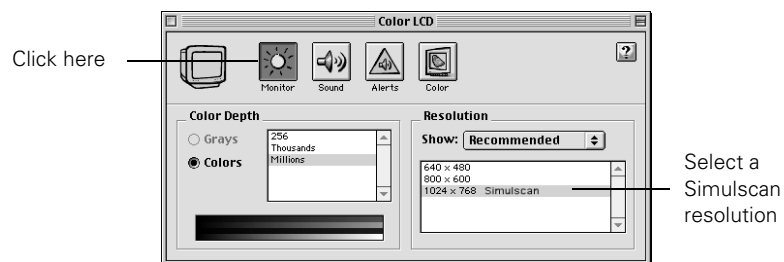 Color LCD
Click here
Monitor
Sound
Alerts
Color
?
Color Depth
Grays
Colors
256
Thousands
Millions
Resolution
Show: Recommended
640 x 480
800 x 600
1024 x 768 Simulscan
Select a
Simulscan
resolution